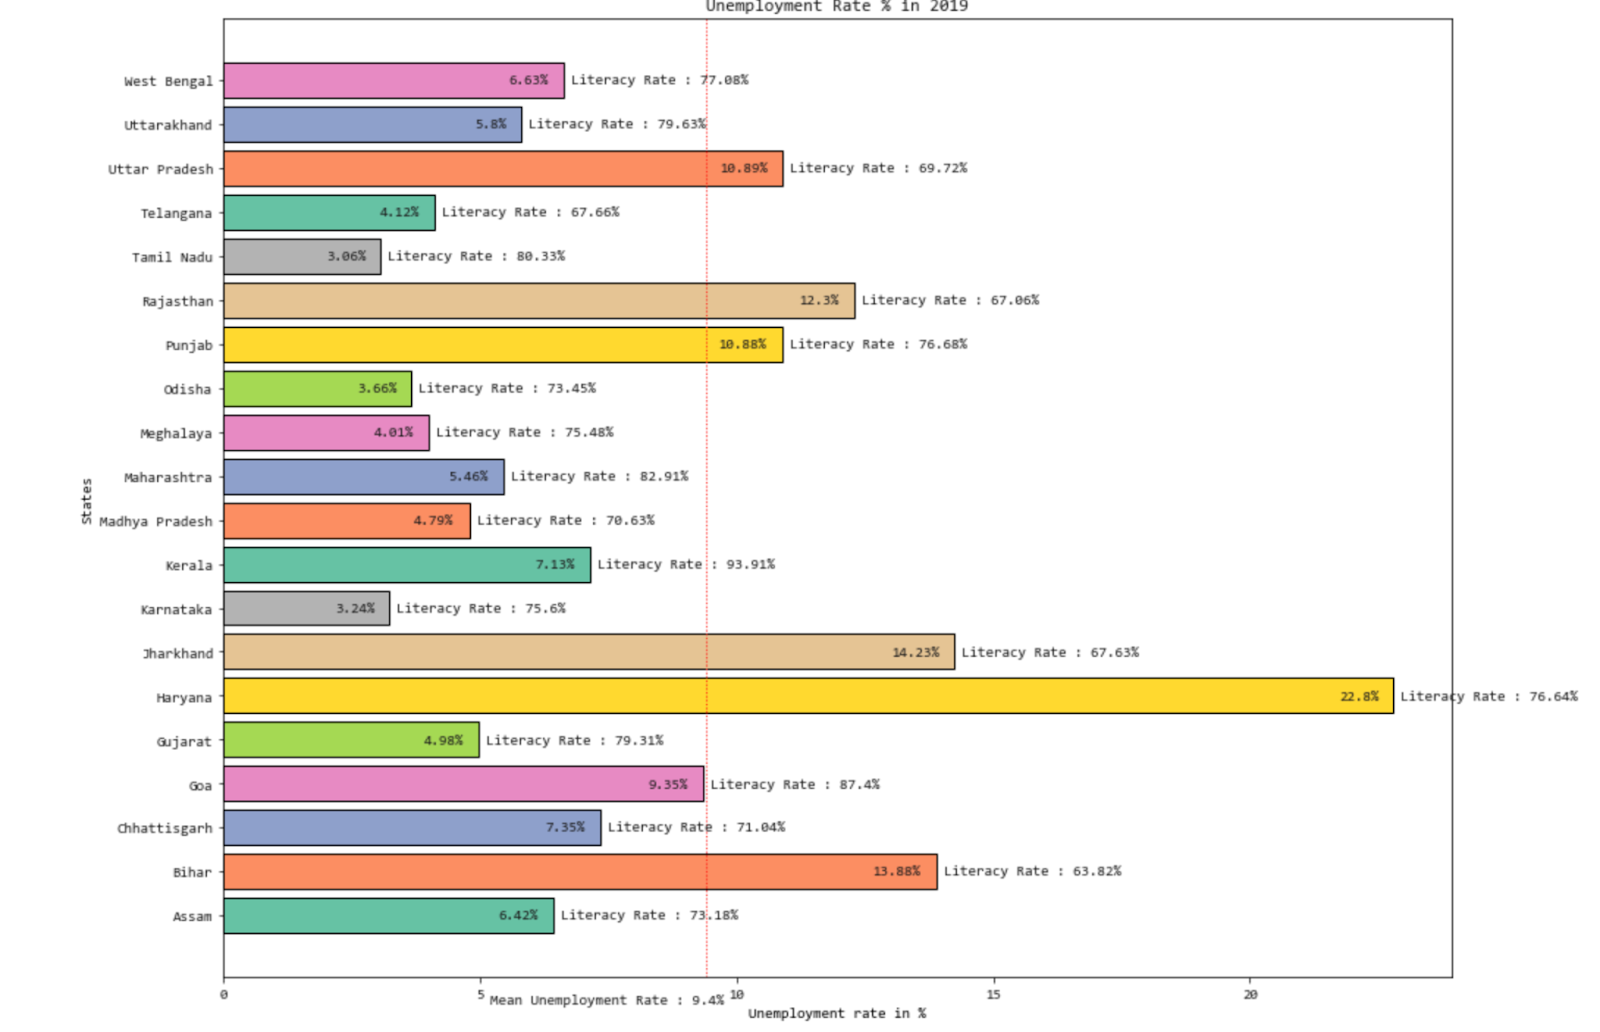 Unemployment Rate % in 2019
West Bengal 6.63% Literacy Rate : 77.08%
Uttarakhand 5.8% Literacy Rate : 79.63%
Uttar Pradesh 10.89% Literacy Rate : 69.72%
Telangana 4.12% Literacy Rate : 67.66%
Tamil Nadu 3.06% Literacy Rate : 80.33%
Rajasthan 12.3% Literacy Rate : 67.06%
Punjab 10.88% Literacy Rate : 76.68%
Odisha 3.66% Literacy Rate : 73.45%
Meghalaya 4.01% Literacy Rate : 75.48%
Maharashtra 5.46% Literacy Rate : 82.91%
States
Madhya Pradesh 4.79% Literacy Rate : 70.63%
Kerala 7.13% Literacy Rate : 93.91%
Karnataka 3.24% Literacy Rate : 75.6%
Jharkhand 14.23% Literacy Rate : 67.63%
Haryana 22.8% Literacy Rate : 76.64%
Gujarat 4.98% Literacy Rate : 79.31%
Goa 9.35% Literacy Rate : 87.4%
Chhattisgarh 7.35% Literacy Rate : 71.04%
Bihar 13.88% Literacy Rate : 63.82%
Assam 6.42% Literacy Rate : 73.18%
0 5 10 15 20
Mean Unemployment Rate : 9.4%
Unemployment rate in %